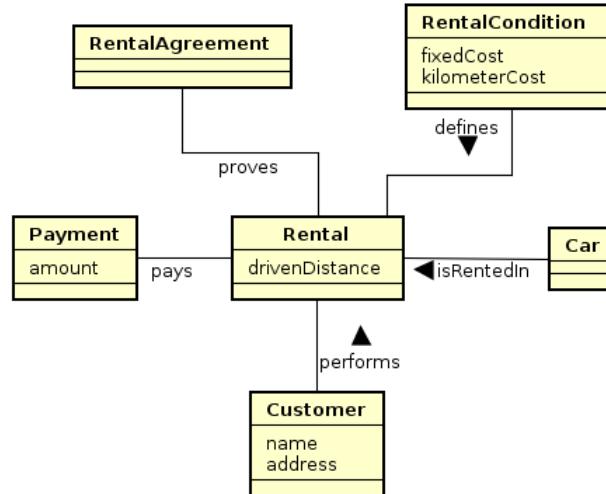 RentalCondition
RentalAgreement
fixedCost
kilometerCost
defines
proves
Payment
Rental
Car
amount
drivenDistance
pays
isRentedIn
performs
Customer
name
address